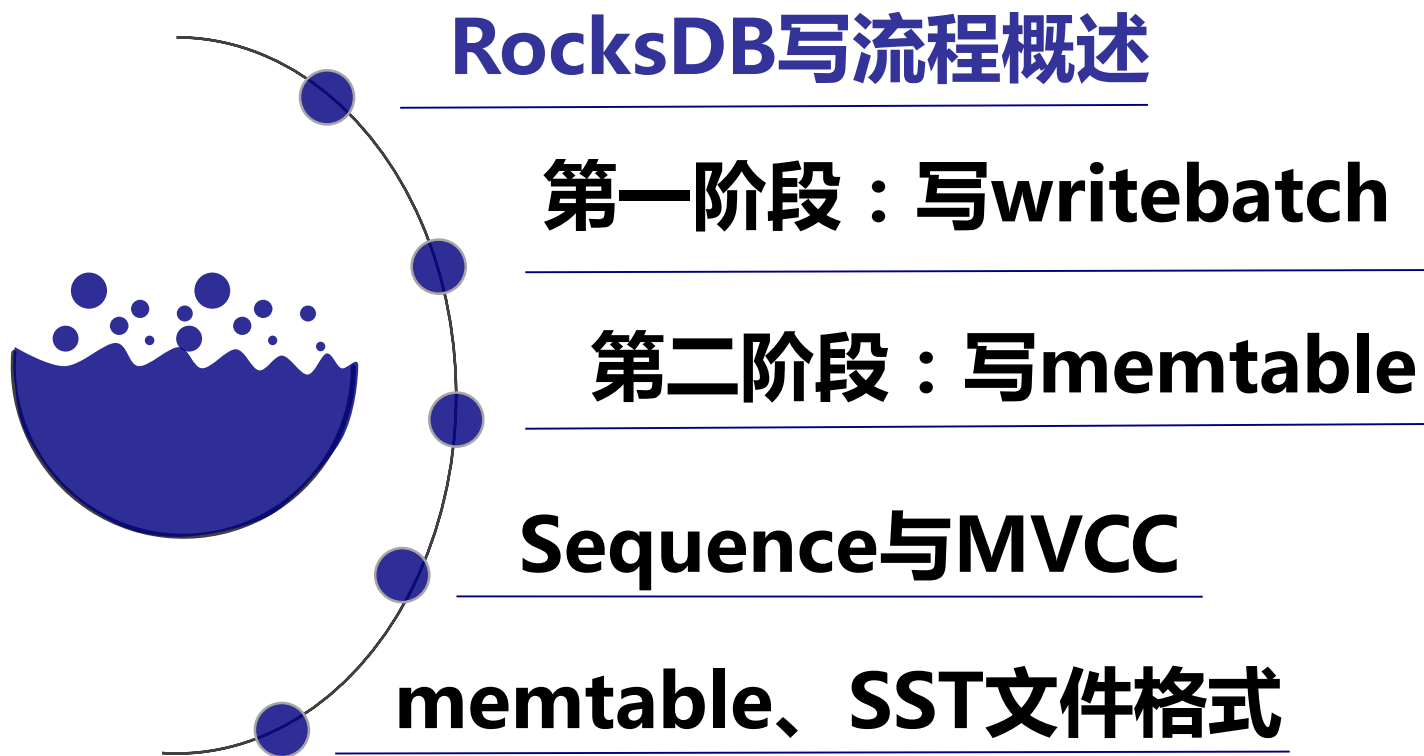 RocksDB写流程概述
第一阶段：写writebatch
第二阶段：写memtable
Sequence与MVCC
memtable、SST文件格式